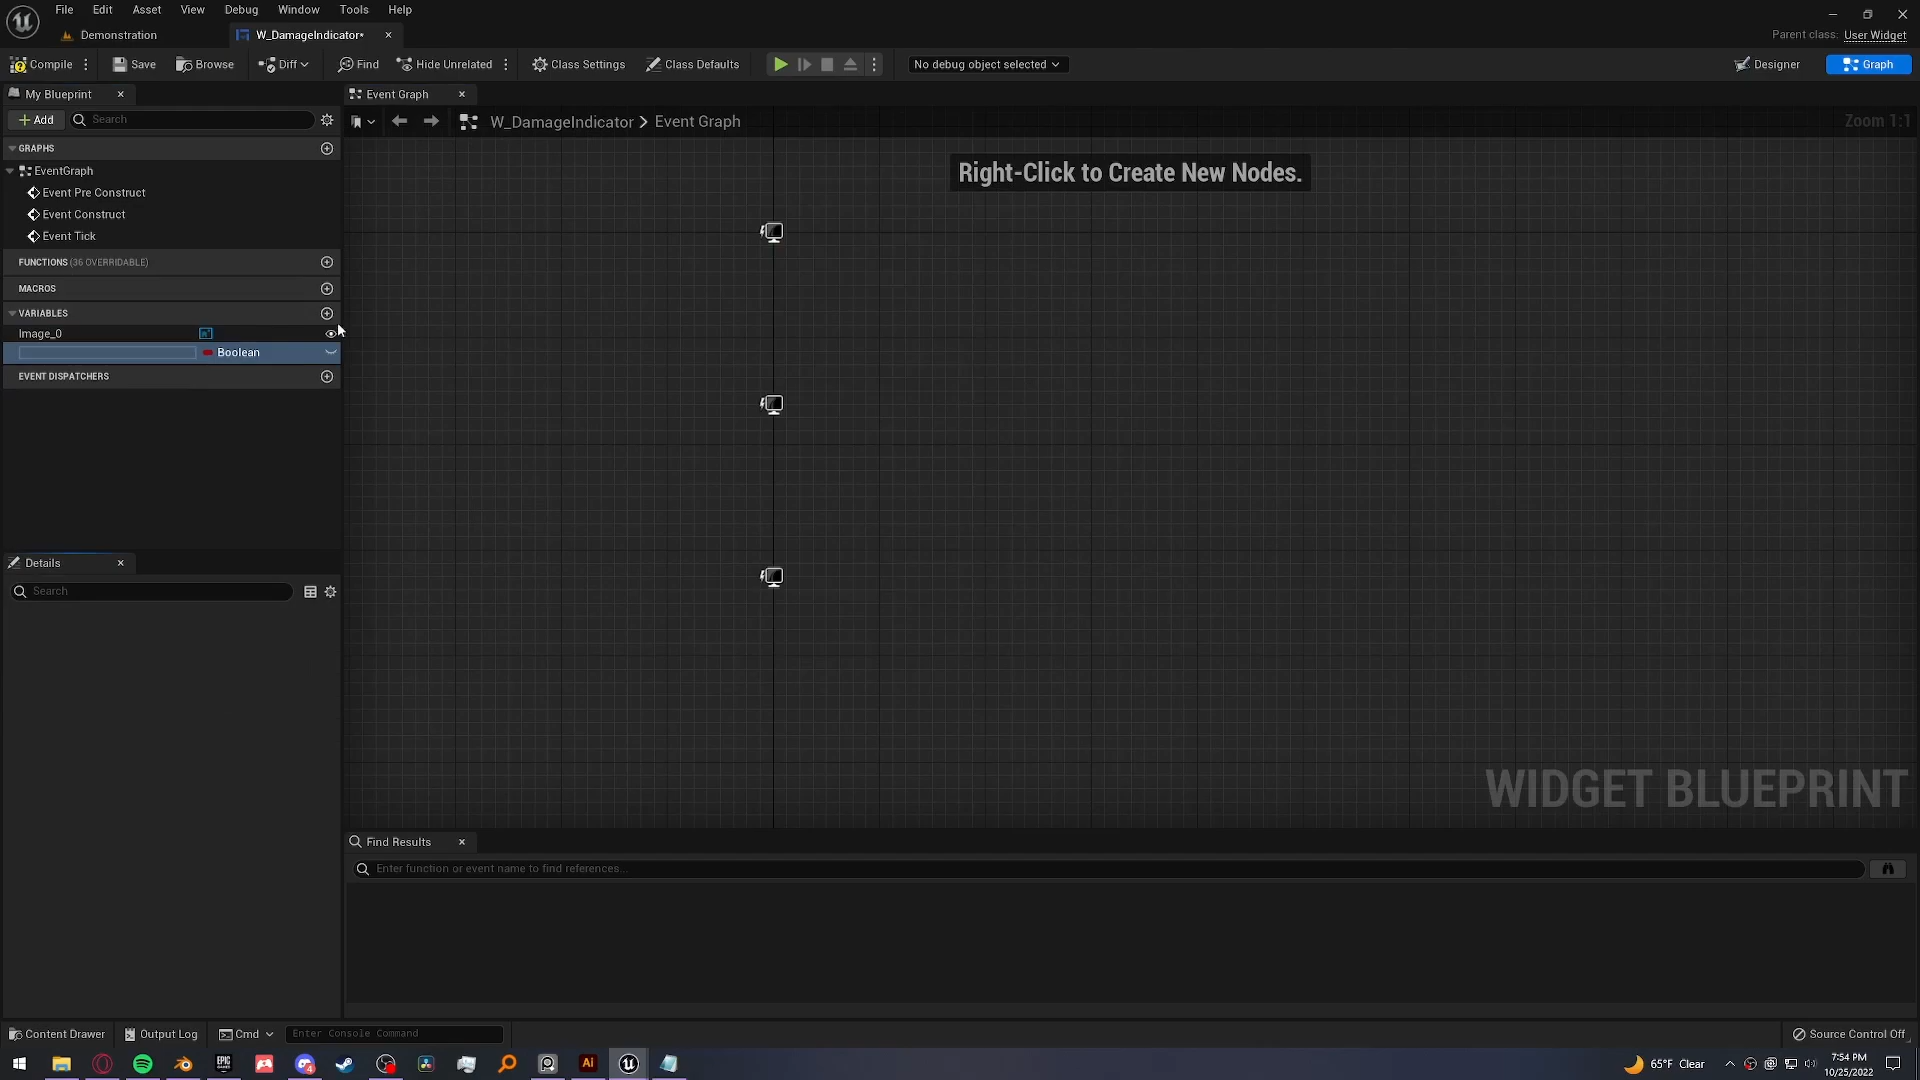 File Edit Asset View Debug Window Tools Help
Demonstration
W_DamageIndicator*
Parent class: User Widget
Compile
Save
Browse
Diff
Find
Hide Unrelated
Class Settings
Class Defaults
No debug object selected
Designer
Graph
My Blueprint
Event Graph
Add
Search
W_DamageIndicator > Event Graph
Zoom 1:1
GRAPHS
Right-Click to Create New Nodes.
EventGraph
Event Pre Construct
Event Construct
Event Tick
FUNCTIONS (36 OVERRIDABLE)
MACROS
VARIABLES
Image_0
Boolean
EVENT DISPATCHERS
Details
Search
WIDGET BLUEPRINT
Find Results
Enter function or event name to find references...
Content Drawer
Output Log
Cmd
Enter Console Command
Source Control Off
EPIC GAMES
4
Ai
65°F Clear
7:54 PM
10/25/2022